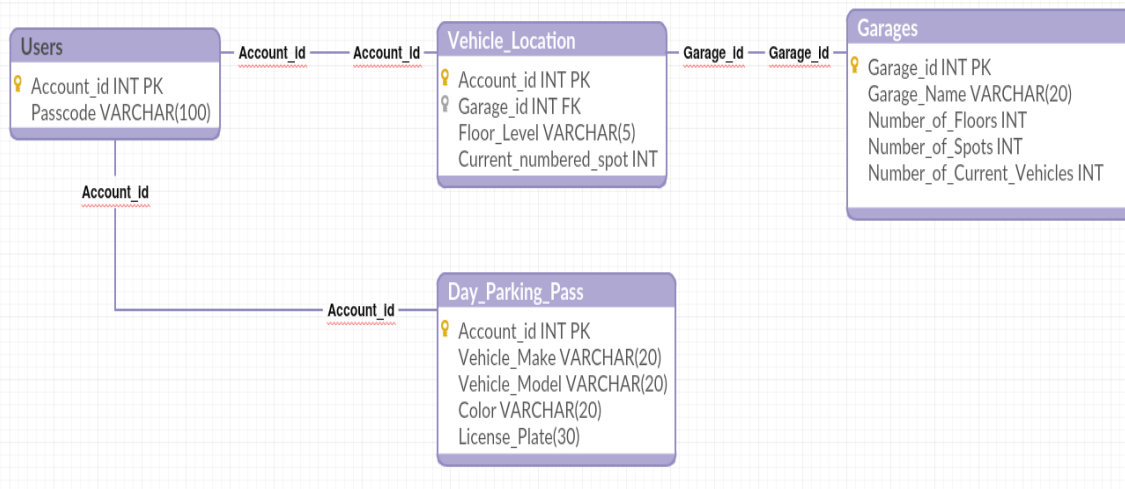 Users
Account_id INT PK
Passcode VARCHAR(100)
Account_id
Account_id
Vehicle_Location
Account_id INT PK
Garage_id INT FK
Floor_Level VARCHAR(5)
Current_numbered_spot INT
Garage_id
Garage_id
Garages
Garage_id INT PK
Garage_Name VARCHAR(20)
Number_of_Floors INT
Number_of_Spots INT
Number_of_Current_Vehicles INT
Account_id
Account_id
Day_Parking_Pass
Account_id INT PK
Vehicle_Make VARCHAR(20)
Vehicle_Model VARCHAR(20)
Color VARCHAR(20)
License_Plate(30)